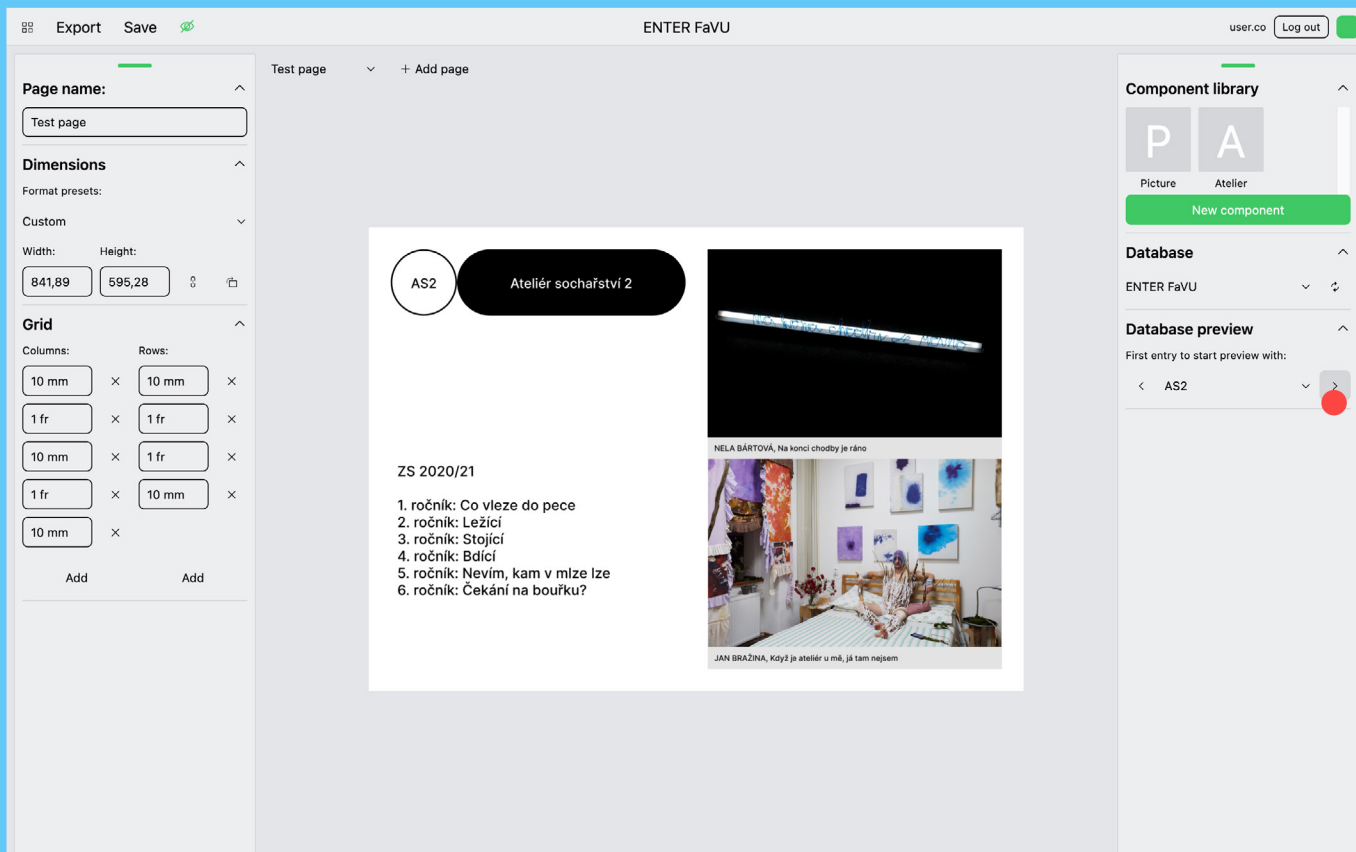 Export Save ENTER FaVU user.co Log out
Test page + Add page
Page name:
Test page
Dimensions
Format presets:
Custom
Width: Height:
841,89 595,28
Grid
Columns: Rows:
10 mm × 10 mm ×
1 fr × 1 fr ×
10 mm × 1 fr ×
1 fr × 10 mm ×
10 mm ×
Add Add
AS2 Ateliér sochařství 2
ZS 2020/21
1. ročník: Co vleze do pece
2. ročník: Ležící
3. ročník: Stojící
4. ročník: Bdící
5. ročník: Nevím, kam v mlze lze
6. ročník: Čekání na bouřku?
NELA BÁRTOVÁ, Na konci chodby je ráno
JAN BRAŽINA, Když je ateliér u mě, já tam nejsem
Component library
P A
Picture Atelier
New component
Database
ENTER FaVU
Database preview
First entry to start preview with:
AS2